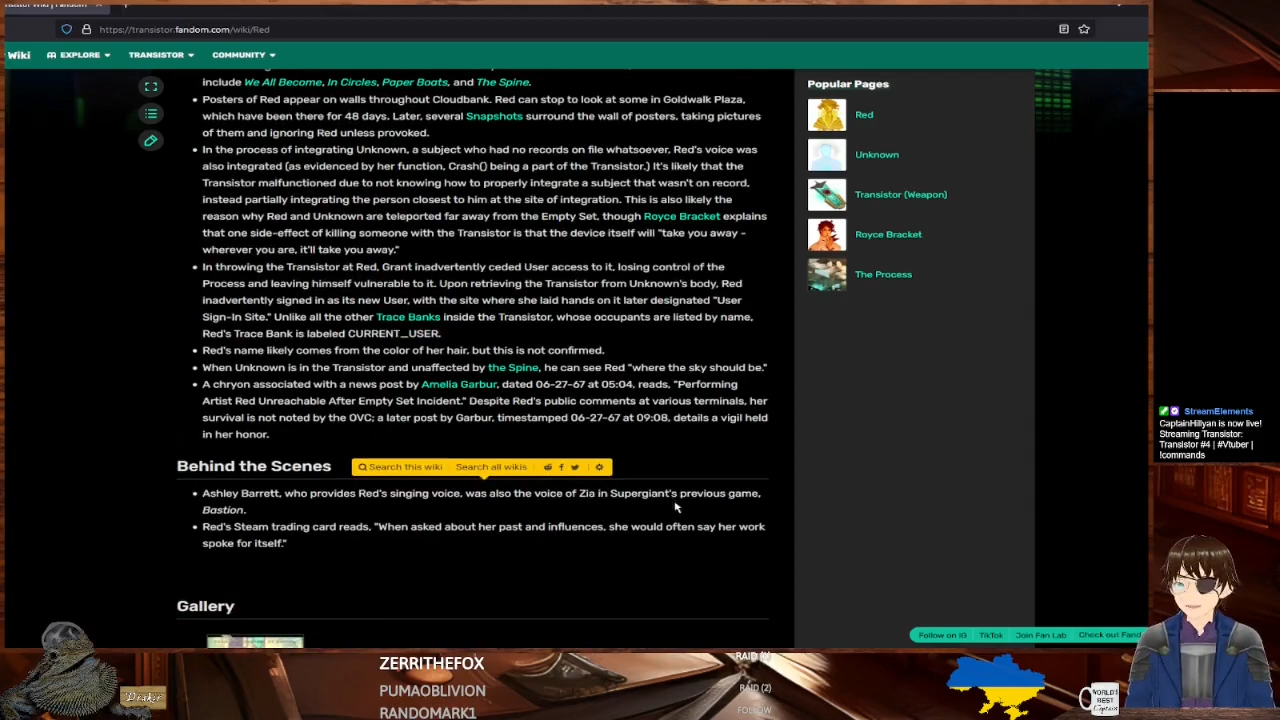 https://transistor.fandom.com/wiki/Red
Wiki
EXPLORE
TRANSISTOR
COMMUNITY
include We All Become, In Circles, Paper Boats, and The Spine.
Posters of Red appear on walls throughout Cloudbank. Red can stop to look at some in Goldwalk Plaza,
which have been there for 48 days. Later, several Snapshots surround the wall of posters, taking pictures
of them and ignoring Red unless provoked.
In the process of integrating Unknown, a subject who had no records on file whatsoever, Red's voice was
also integrated (as evidenced by her function, Crash() being a part of the Transistor.) It's likely that the
Transistor malfunctioned due to not knowing how to properly integrate a subject that wasn't on record,
instead partially integrating the person closest to him at the site of integration. This is also likely the
reason why Red and Unknown are teleported far away from the Empty Set, though Royce Bracket explains
that one side-effect of killing someone with the Transistor is that the device itself will "take you away -
wherever you are, it'll take you away."
In throwing the Transistor at Red, Grant inadvertently ceded User access to it, losing control of the
Process and leaving himself vulnerable to it. Upon retrieving the Transistor from Unknown's body, Red
inadvertently signed in as its new User, with the site where she laid hands on it later designated "User
Sign-In Site." Unlike all the other Trace Banks inside the Transistor, whose occupants are listed by name,
Red's Trace Bank is labeled CURRENT_USER.
Red's name likely comes from the color of her hair, but this is not confirmed.
When Unknown is in the Transistor and unaffected by the Spine, he can see Red "where the sky should be."
A chryon associated with a news post by Amelia Garbur, dated 06-27-67 at 05:04, reads, "Performing
Artist Red Unreachable After Empty Set Incident." Despite Red's public comments at various terminals, her
survival is not noted by the OVC; a later post by Garbur, timestamped 06-27-67 at 09:08, details a vigil held
in her honor.
Behind the Scenes
Search this wiki
Search all wikis
Ashley Barrett, who provides Red's singing voice, was also the voice of Zia in Supergiant's previous game,
Bastion.
Red's Steam trading card reads, "When asked about her past and influences, she would often say her work
spoke for itself."
Gallery
Popular Pages
Red
Unknown
Transistor (Weapon)
Royce Bracket
The Process
Follow on IG
TikTok
Join Fan Lab
StreamElements
CaptainHillyan is now live!
Streaming Transistor:
Transistor #4 | #Vtuber |
!commands
Drakir
ZERRITHEFOX
PUMAOBLIVION
RANDOMARK1
RAID (2)
FOLLOW
WORLD'S
BEST